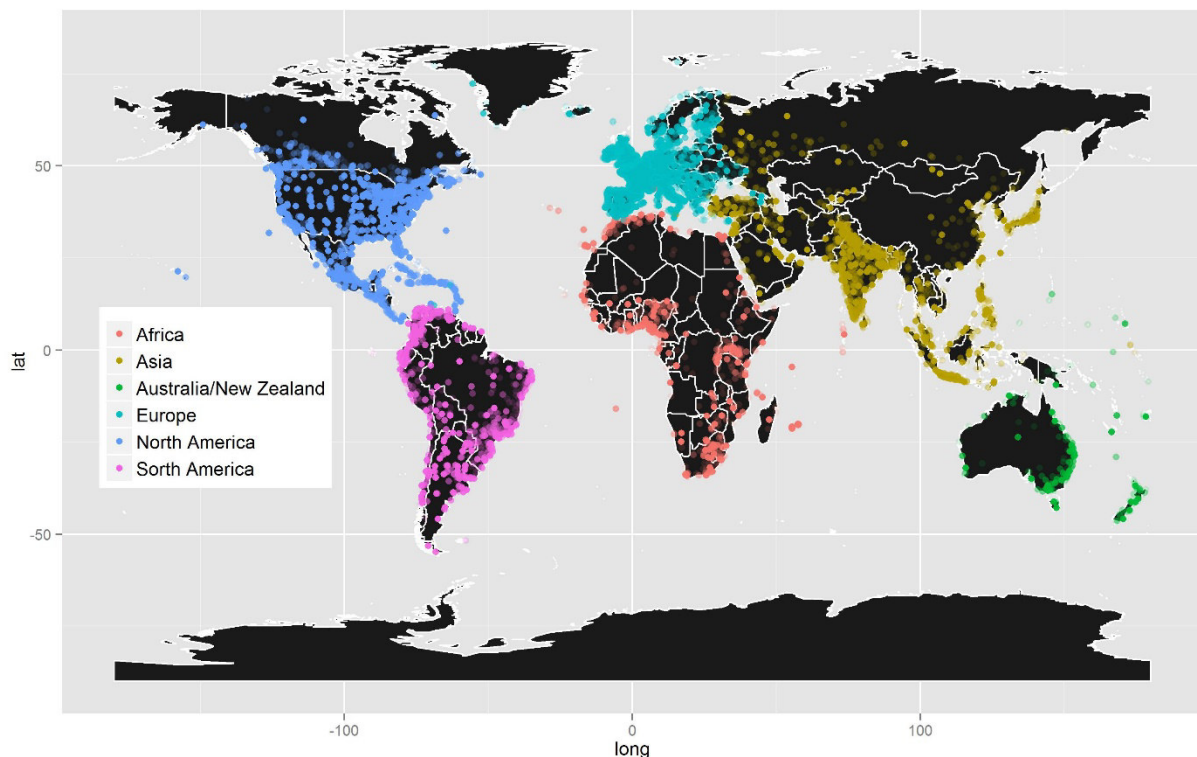 50
0
-50
lat
Africa
Asia
Australia/New Zealand
Europe
North America
Sorth America
-100
0
100
long